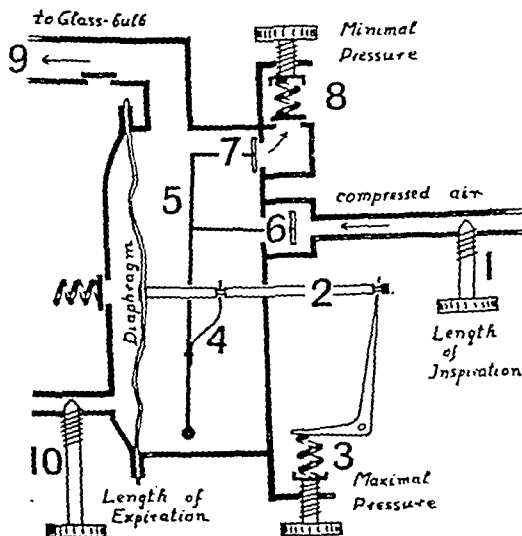 to Glass-bulb
9
Minimal
Pressure
8
7
5
compressed air
6
Diaphragm
2
1
4
Length
of
Inspiration
10
3
Length of
Expiration
Maximal
Pressure